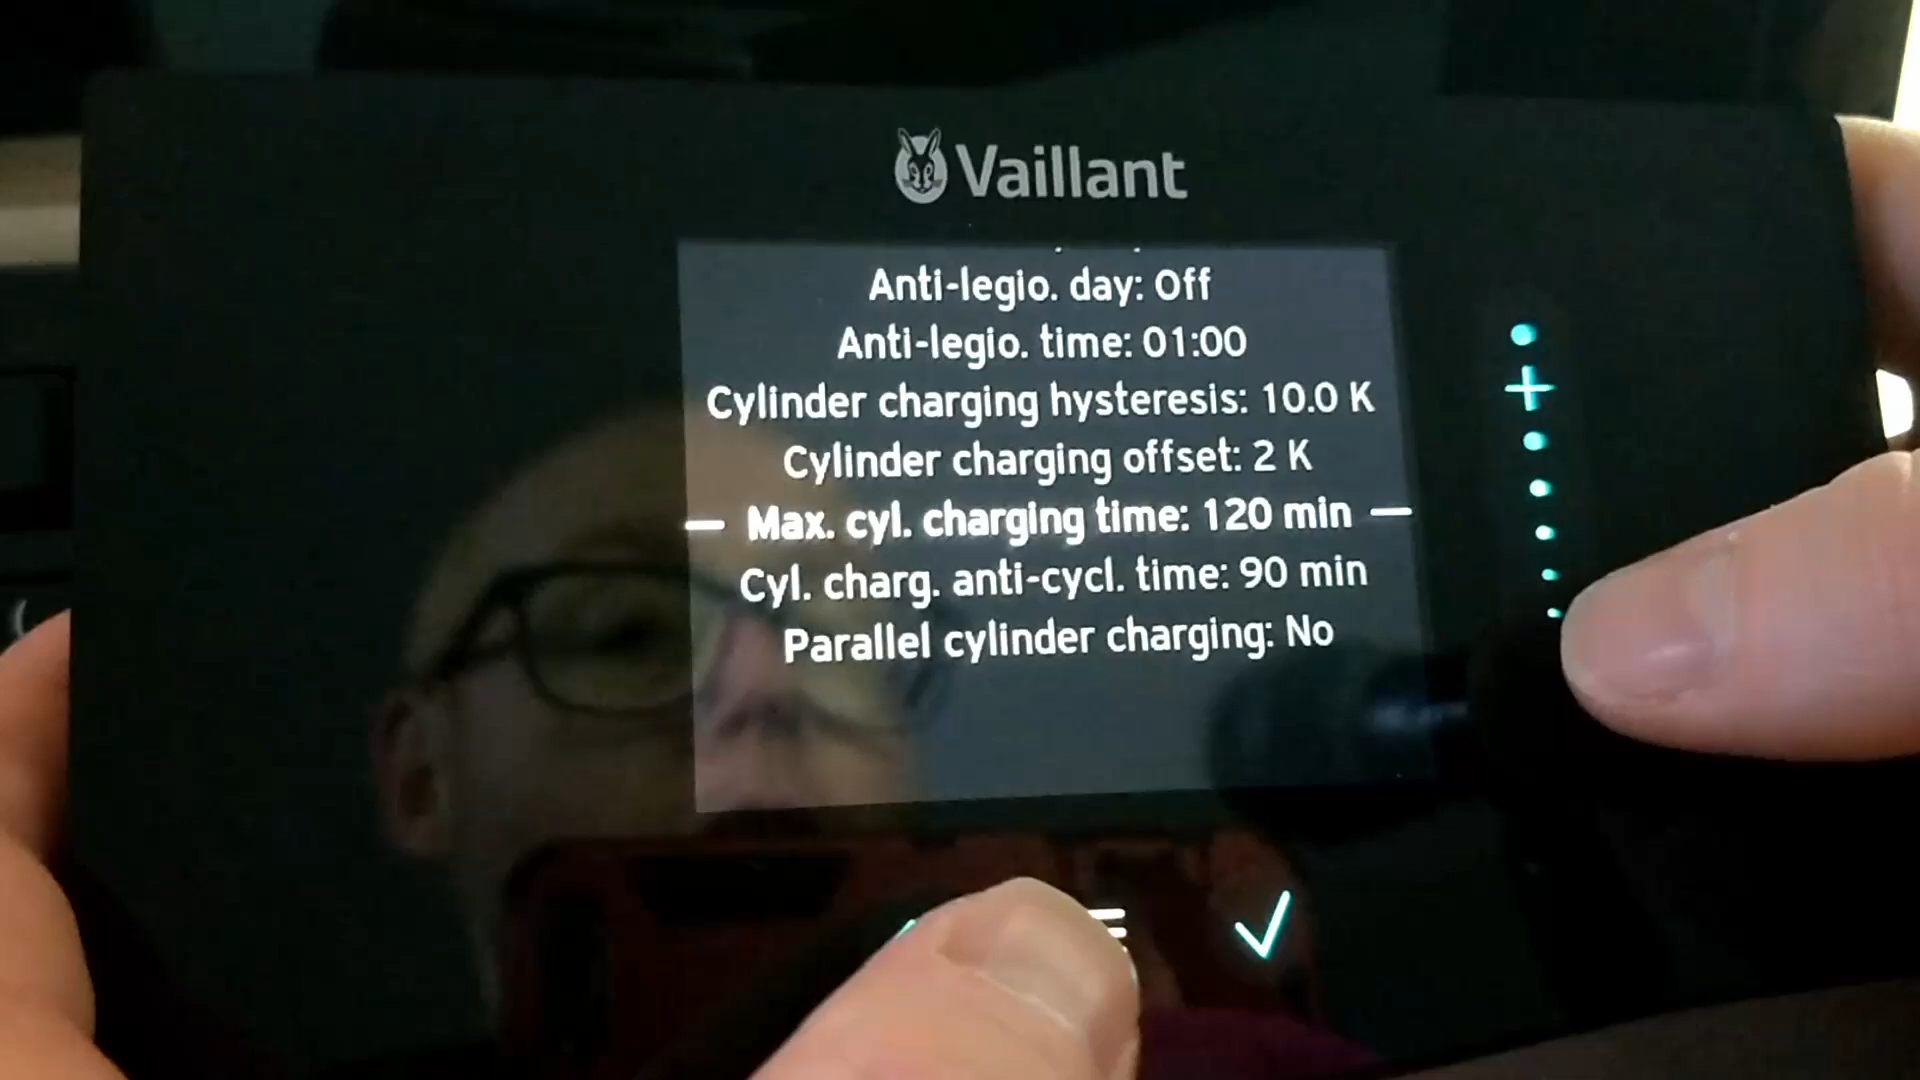 Vaillant
Anti-legio. day: Off
Anti-legio. time: 01:00
Cylinder charging hysteresis: 10.0 K
Cylinder charging offset: 2 K
Max. cyl. charging time: 120 min
Cyl. charg. anti-cycl. time: 90 min
Parallel cylinder charging: No